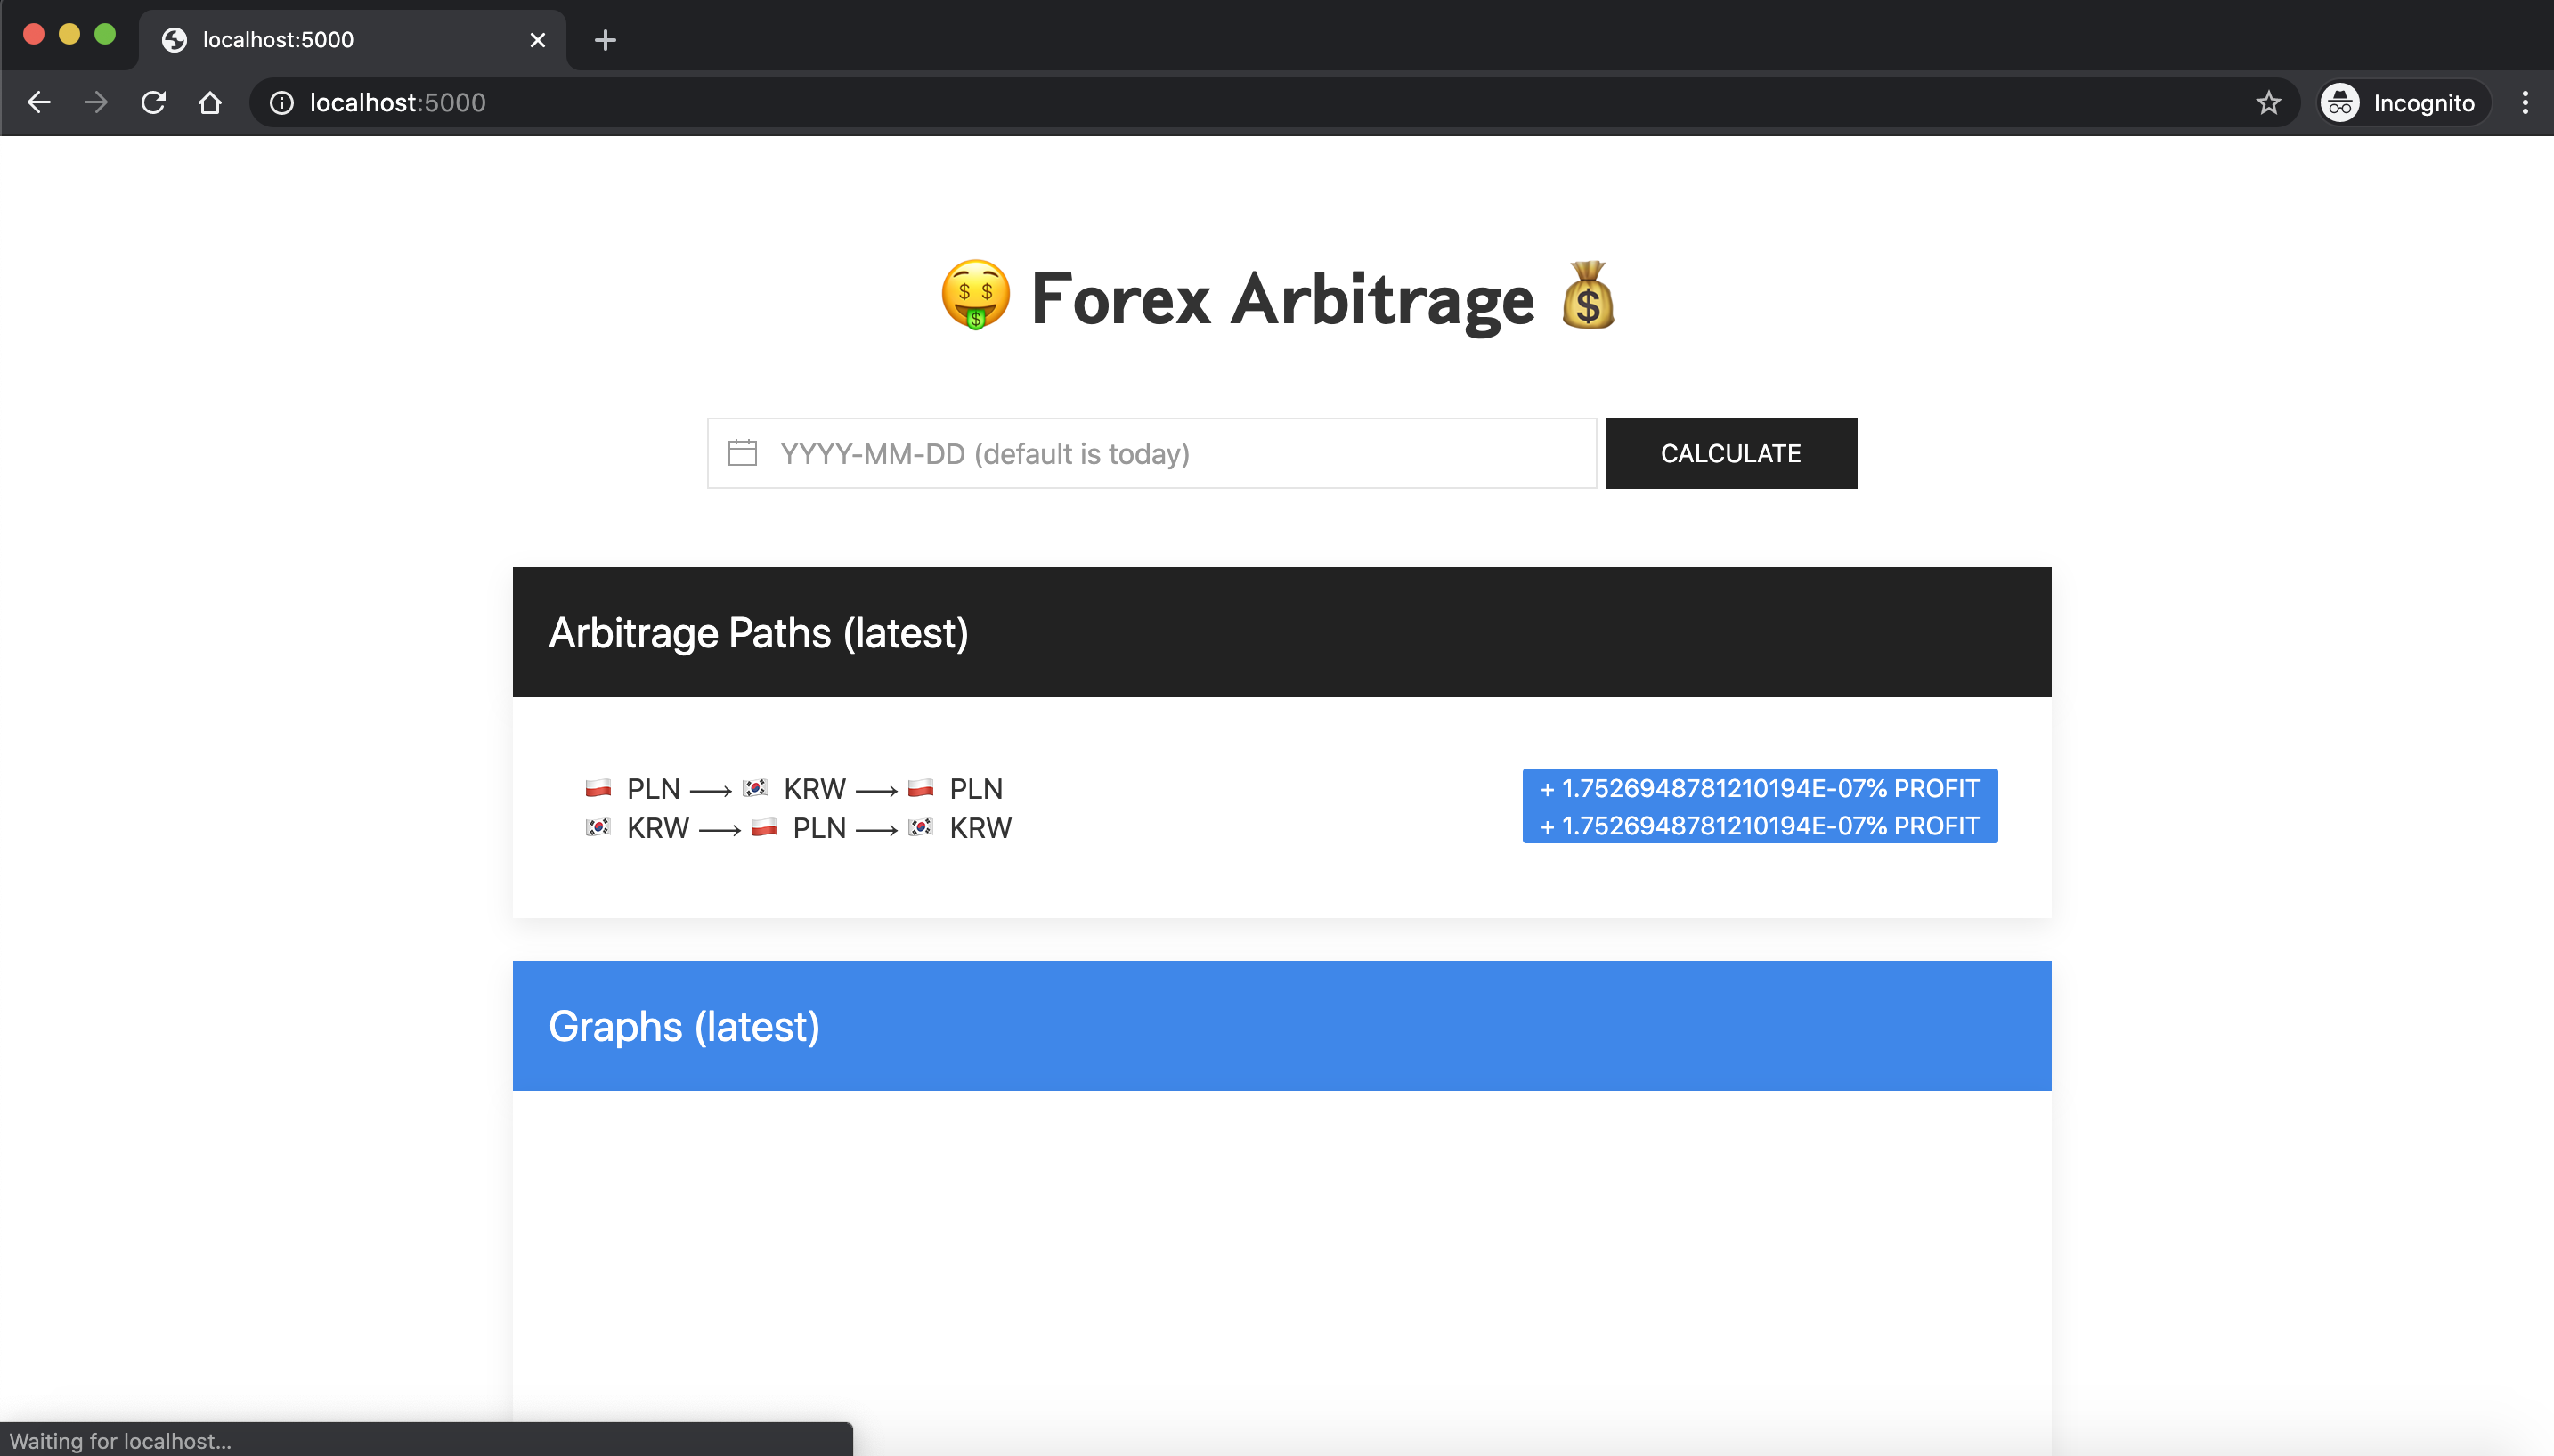 localhost:5000
localhost:5000
Incognito
🤑 Forex Arbitrage 💰
YYYY-MM-DD (default is today)
CALCULATE
Arbitrage Paths (latest)
🇵🇱 PLN ⟶ 🇰🇷 KRW ⟶ 🇵🇱 PLN
+ 1.7526948781210194E-07% PROFIT
🇰🇷 KRW ⟶ 🇵🇱 PLN ⟶ 🇰🇷 KRW
+ 1.7526948781210194E-07% PROFIT
Graphs (latest)
Waiting for localhost...